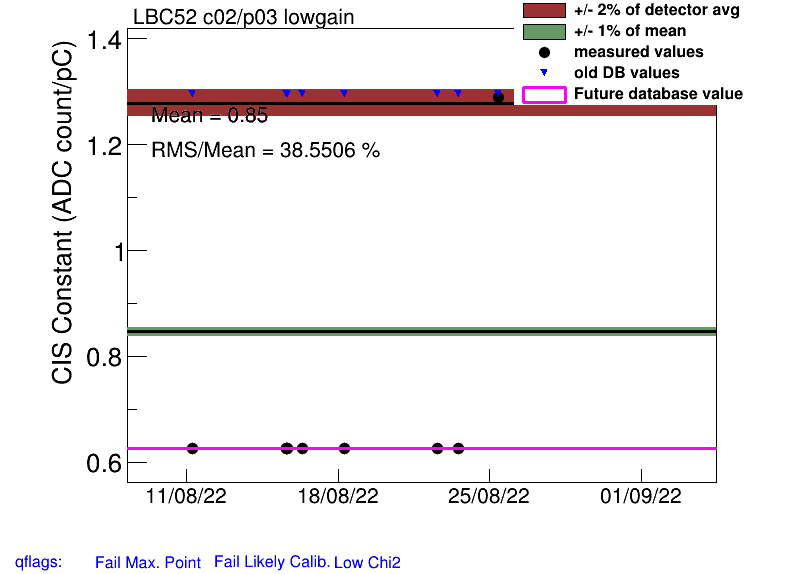 LBC52 c02/p03 lowgain
+/- 2% of detector avg
+/- 1% of mean
measured values
old DB values
Future database value
Mean = 0.85
RMS/Mean = 38.5506 %
CIS Constant (ADC count/pC)
1.4
1.2
1
0.8
0.6
11/08/22 18/08/22 25/08/22 01/09/22
qflags: Fail Max. Point Fail Likely Calib. Low Chi2